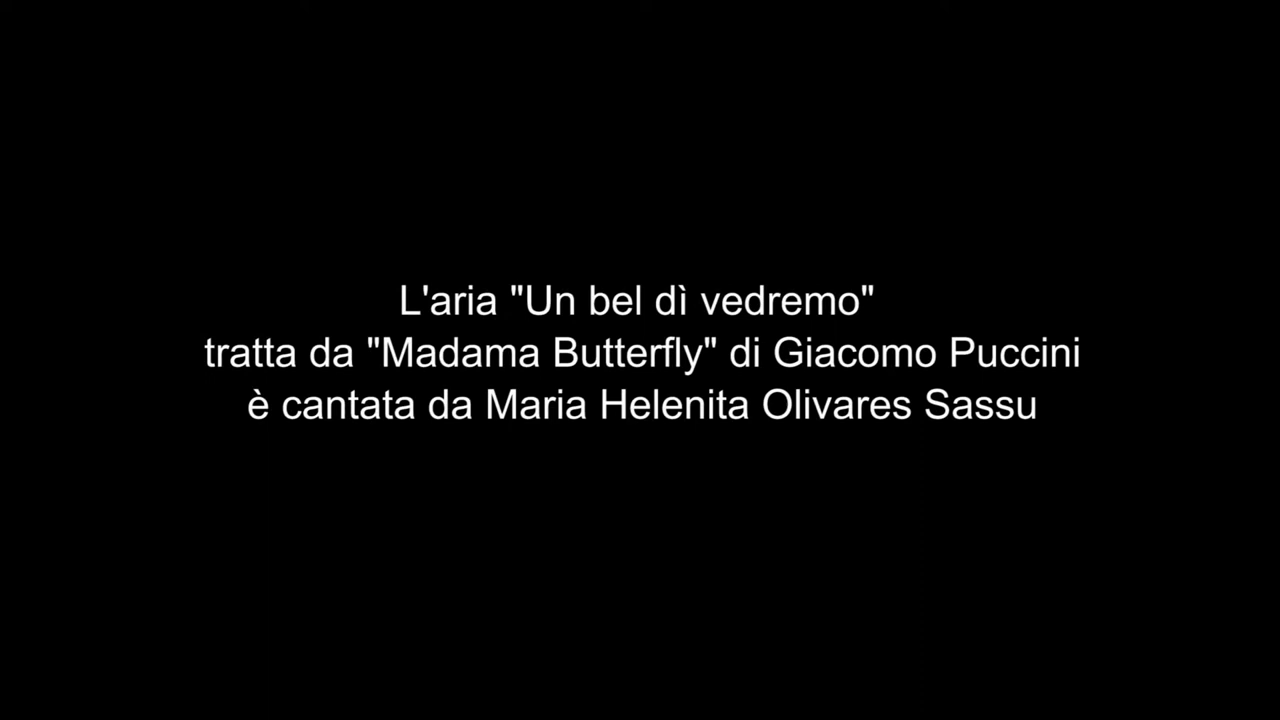 L'aria "Un bel dì vedremo"
tratta da "Madama Butterfly" di Giacomo Puccini
è cantata da Maria Helenita Olivares Sassu